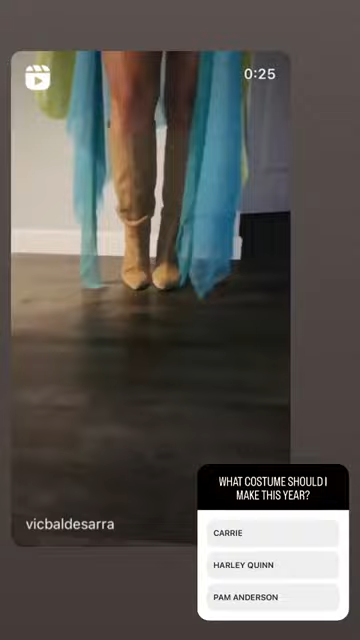 0:25
vicbaldesarra
WHAT COSTUME SHOULD I
MAKE THIS YEAR?
CARRIE
HARLEY QUINN
PAM ANDERSON